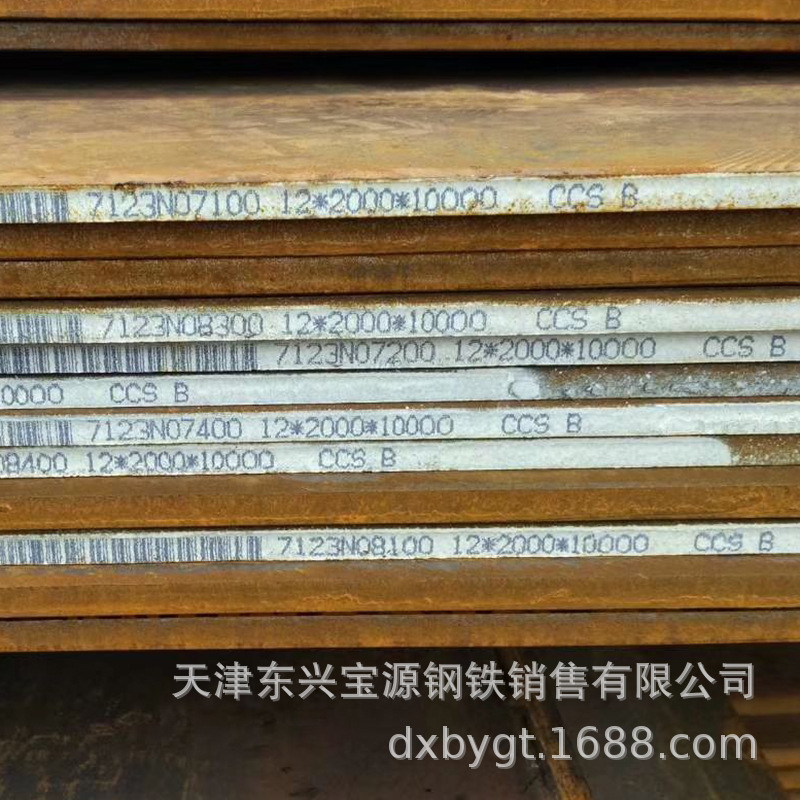 7123N07100 12*2000*10000 CCS B
7123N08300 12*2000*10000 CCS B
7123N07200 12*2000*10000 CCS B
0000 CCS B
7123N07400 12*2000*10000 CCS B
8400 12*2000*10000 CCS B
7123N08100 12*2000*10000 CCS B
天津东兴宝源钢铁销售有限公司
dxbygt.1688.com